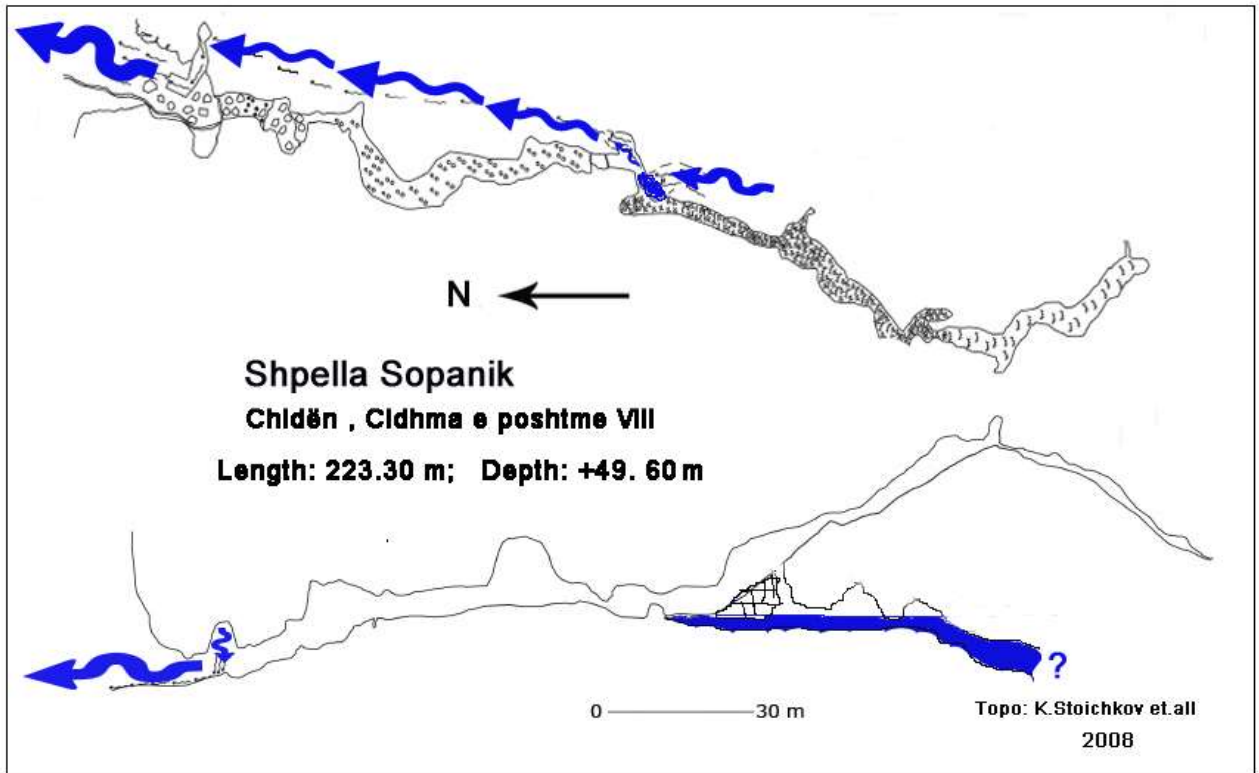 N
Shpella Sopanik
Chidën , Cidhma e poshtme VIII
Length: 223.30 m; Depth: +49. 60 m
?
0 30 m
Topo: K.Stoichkov et.all
2008